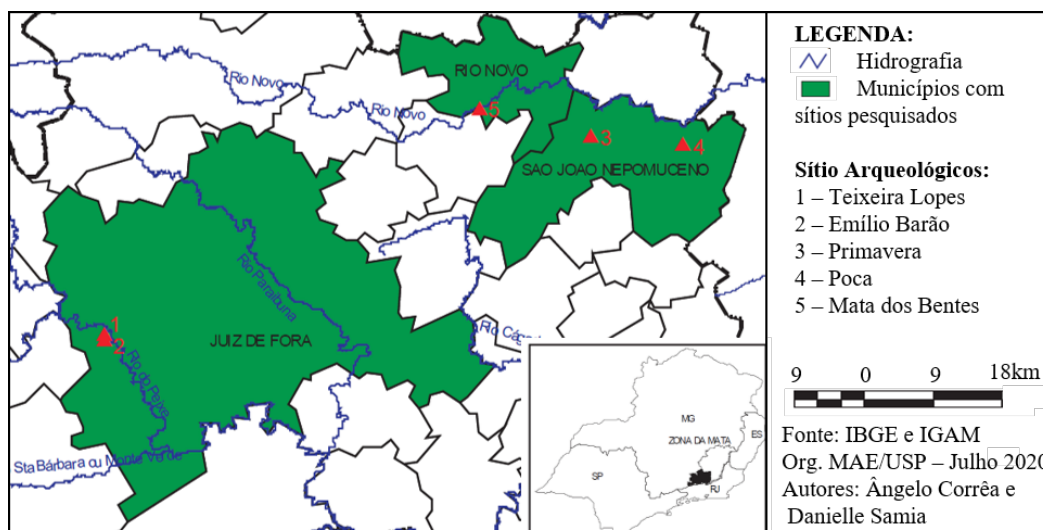 Rio Novo
RIO NOVO
Rio Novo
5
3
4
SAO JOAO NEPOMUCENO
Rio Paraibuna
1
2
JUIZ DE FORA
Rio do Peixe
Sta Bárbara ou Monte Verde
MG
ZONA DA MATA
ES
SP
RJ
LEGENDA:
Hidrografia
Municípios com
sítios pesquisados
Sítio Arqueológicos:
1 – Teixeira Lopes
2 – Emílio Barão
3 – Primavera
4 – Poca
5 – Mata dos Bentes
9 0 9 18km
Fonte: IBGE e IGAM
Org. MAE/USP – Julho 2020
Autores: Ângelo Corrêa e
Danielle Samia